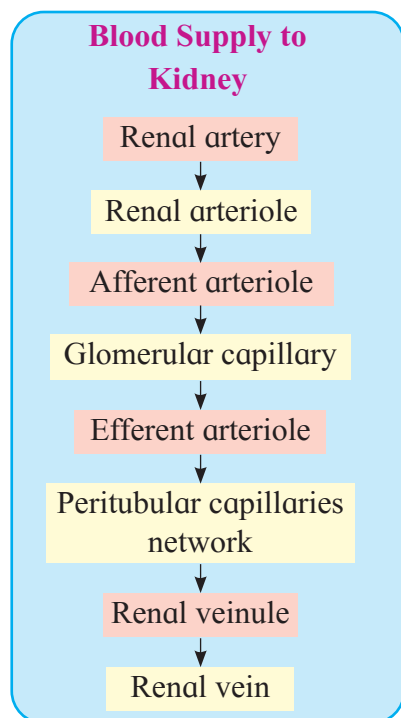 Blood Supply to
Kidney
Renal artery
Renal arteriole
Afferent arteriole
Glomerular capillary
Efferent arteriole
Peritubular capillaries
network
Renal veinule
Renal vein